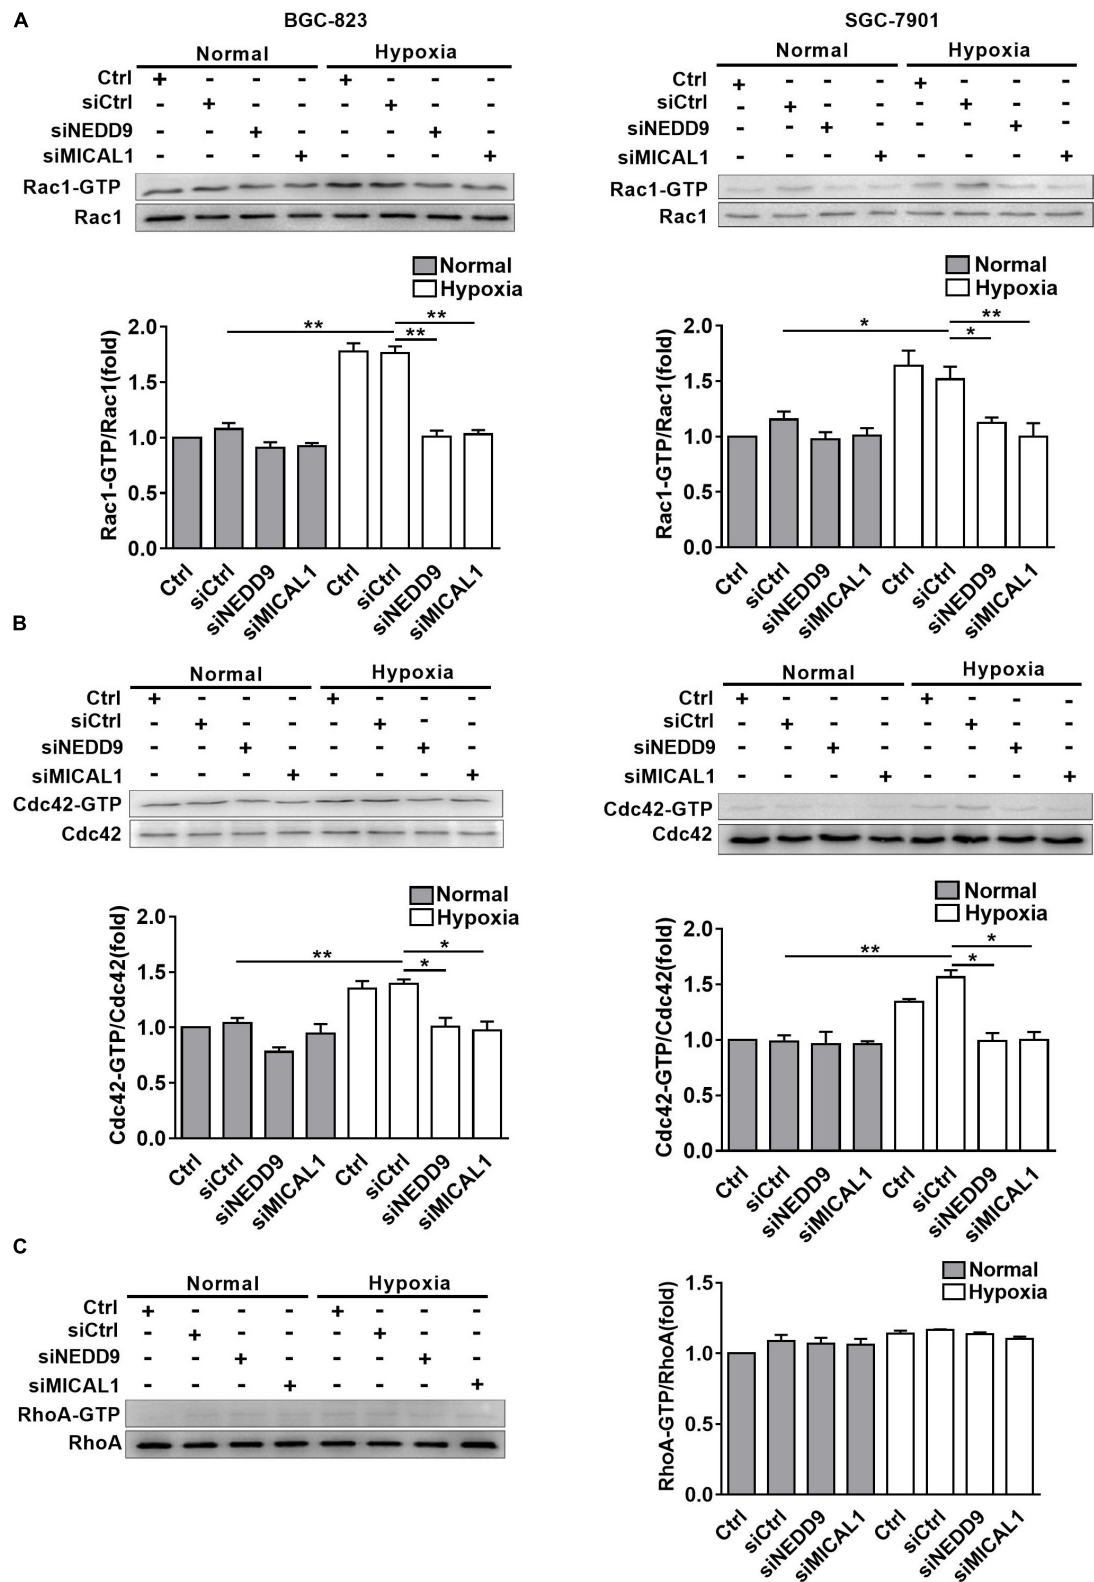 A
BGC-823
SGC-7901
Normal Hypoxia
Ctrl + - - - + - - -
siCtrl - + - - - + - -
siNEDD9 - - + - - - + -
siMICAL1 - - - + - - - +
Rac1-GTP
Rac1
Normal Hypoxia
Ctrl + - - - + - - -
siCtrl - + - - - + - -
siNEDD9 - - + - - - + -
siMICAL1 - - - + - - - +
Rac1-GTP
Rac1
Normal
Hypoxia
Rac1-GTP/Rac1(fold)
2.0
1.5
1.0
0.5
0.0
** ** **
Ctrl siCtrl siNEDD9 siMICAL1 Ctrl siCtrl siNEDD9 siMICAL1
Normal
Hypoxia
Rac1-GTP/Rac1(fold)
2.0
1.5
1.0
0.5
0.0
* * **
Ctrl siCtrl siNEDD9 siMICAL1 Ctrl siCtrl siNEDD9 siMICAL1
B
Normal Hypoxia
Ctrl + - - - + - - -
siCtrl - + - - - + - -
siNEDD9 - - + - - - + -
siMICAL1 - - - + - - - +
Cdc42-GTP
Cdc42
Normal Hypoxia
Ctrl + - - - + - - -
siCtrl - + - - - + - -
siNEDD9 - - + - - - + -
siMICAL1 - - - + - - - +
Cdc42-GTP
Cdc42
Normal
Hypoxia
Cdc42-GTP/Cdc42(fold)
2.0
1.5
1.0
0.5
0.0
** * *
Ctrl siCtrl siNEDD9 siMICAL1 Ctrl siCtrl siNEDD9 siMICAL1
Normal
Hypoxia
Cdc42-GTP/Cdc42(fold)
2.0
1.5
1.0
0.5
0.0
** * *
Ctrl siCtrl siNEDD9 siMICAL1 Ctrl siCtrl siNEDD9 siMICAL1
C
Normal Hypoxia
Ctrl + - - - + - - -
siCtrl - + - - - + - -
siNEDD9 - - + - - - + -
siMICAL1 - - - + - - - +
RhoA-GTP
RhoA
Normal
Hypoxia
RhoA-GTP/RhoA(fold)
1.5
1.0
0.5
0.0
Ctrl siCtrl siNEDD9 siMICAL1 Ctrl siCtrl siNEDD9 siMICAL1